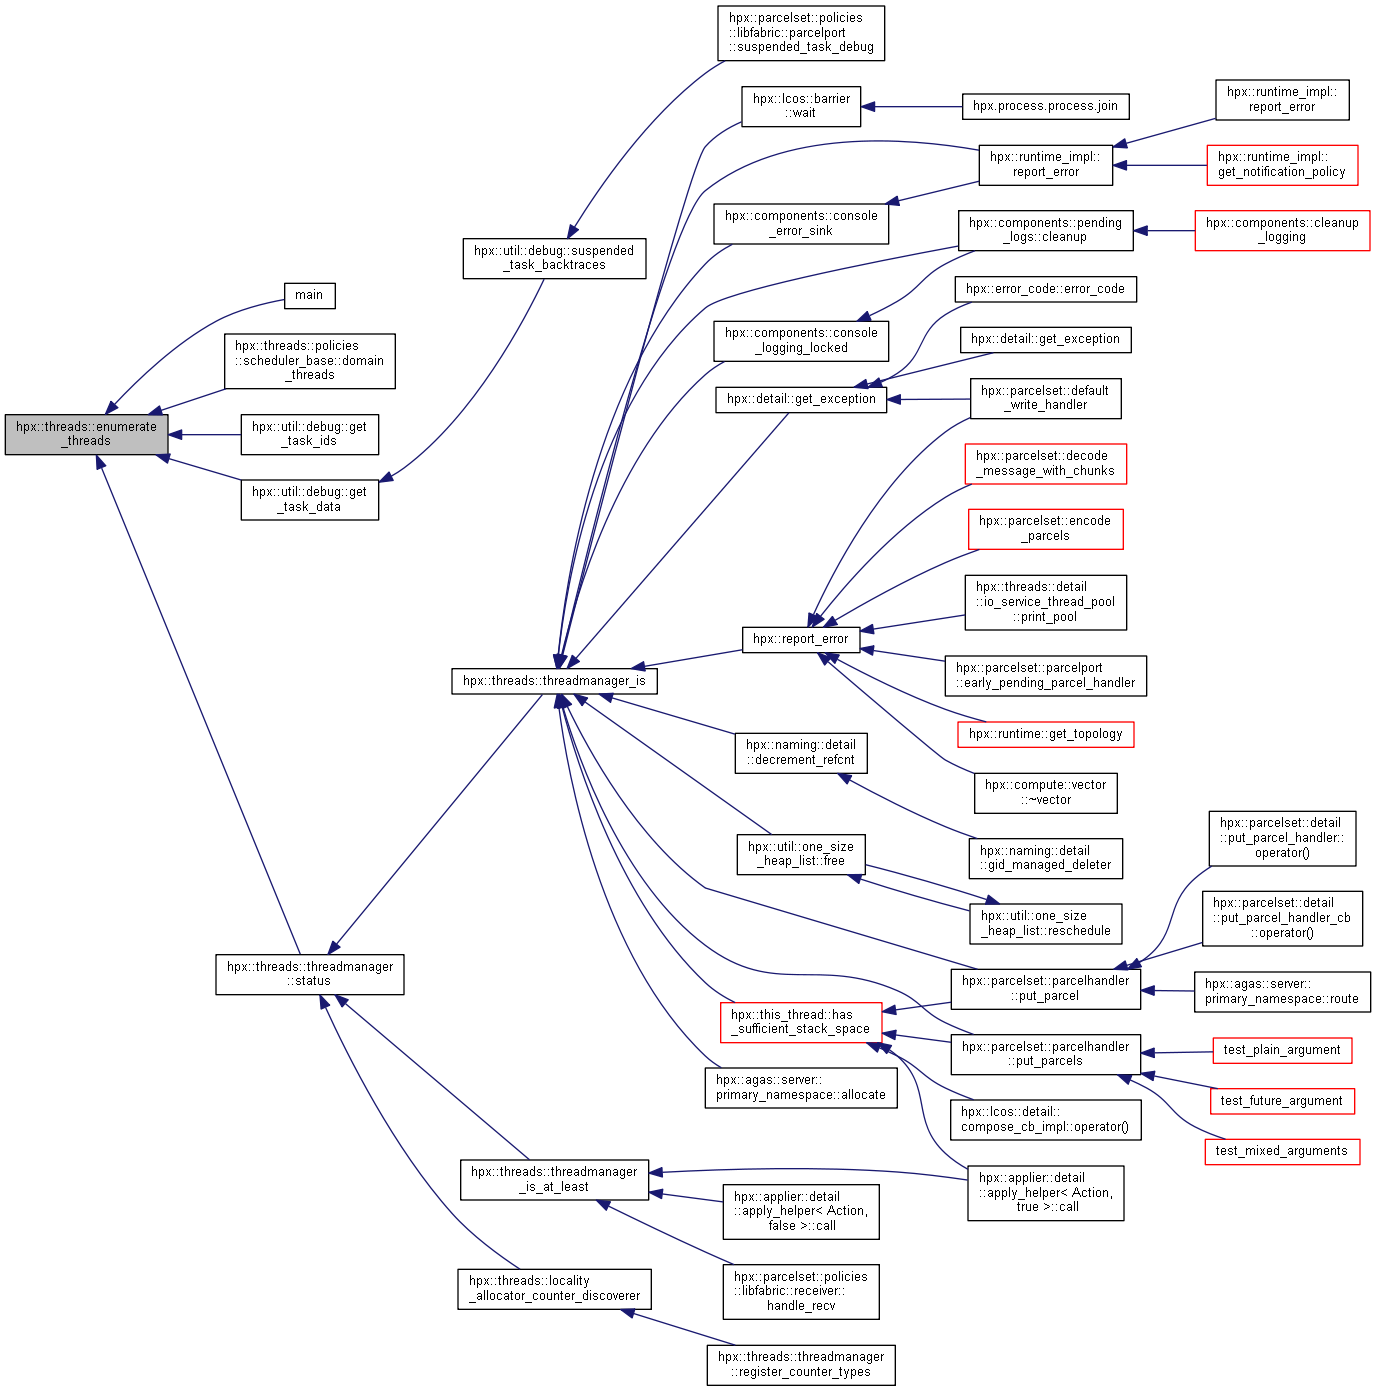 hpx::threads::enumerate
_threads
main
hpx::threads::policies
::scheduler_base::domain
_threads
hpx::util::debug::get
_task_ids
hpx::util::debug::get
_task_data
hpx::threads::threadmanager
::status
hpx::util::debug::suspended
_task_backtraces
hpx::threads::threadmanager_is
hpx::threads::threadmanager
_is_at_least
hpx::threads::locality
_allocator_counter_discoverer
hpx::parcelset::policies
::libfabric::parcelport
::suspended_task_debug
hpx::lcos::barrier
::wait
hpx::components::console
_error_sink
hpx::components::console
_logging_locked
hpx::detail::get_exception
hpx::report_error
hpx::naming::detail
::decrement_refcnt
hpx::util::one_size
_heap_list::free
hpx::this_thread::has
_sufficient_stack_space
hpx::agas::server::
primary_namespace::allocate
hpx::applier::detail
::apply_helper< Action,
false >::call
hpx::parcelset::policies
::libfabric::receiver::
handle_recv
hpx::threads::threadmanager
::register_counter_types
hpx.process.process.join
hpx::runtime_impl::
report_error
hpx::components::pending
_logs::cleanup
hpx::error_code::error_code
hpx::detail::get_exception
hpx::parcelset::default
_write_handler
hpx::parcelset::decode
_message_with_chunks
hpx::parcelset::encode
_parcels
hpx::threads::detail
::io_service_thread_pool
::print_pool
hpx::parcelset::parcelport
::early_pending_parcel_handler
hpx::runtime::get_topology
hpx::compute::vector
::~vector
hpx::naming::detail
::gid_managed_deleter
hpx::util::one_size
_heap_list::reschedule
hpx::parcelset::parcelhandler
::put_parcel
hpx::parcelset::parcelhandler
::put_parcels
hpx::lcos::detail::
compose_cb_impl::operator()
hpx::applier::detail
::apply_helper< Action,
true >::call
hpx::runtime_impl::
report_error
hpx::runtime_impl::
get_notification_policy
hpx::components::cleanup
_logging
hpx::parcelset::detail
::put_parcel_handler::
operator()
hpx::parcelset::detail
::put_parcel_handler_cb
::operator()
hpx::agas::server::
primary_namespace::route
test_plain_argument
test_future_argument
test_mixed_arguments